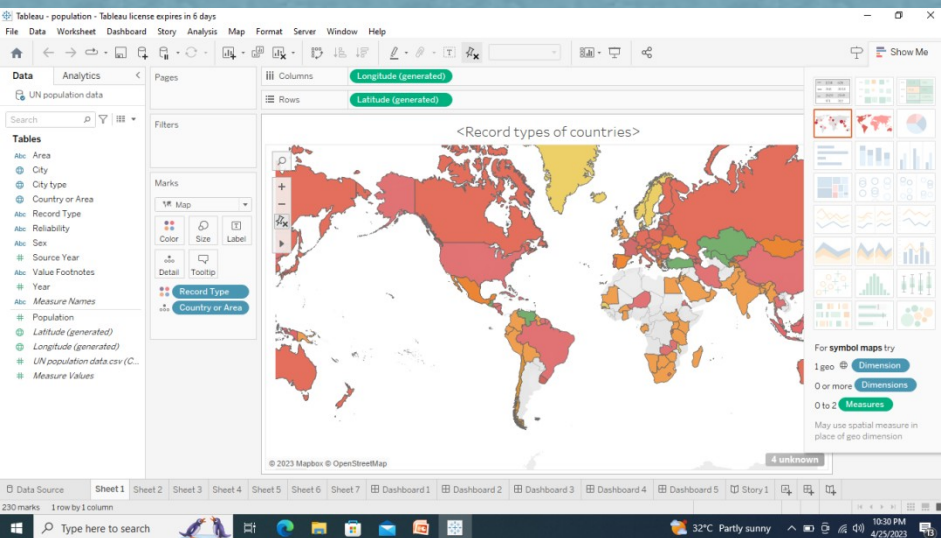 Tableau - population - Tableau license expires in 6 days
File Data Worksheet Dashboard Story Analysis Map Format Server Window Help
Show Me
Data Analytics
UN population data
Search
Tables
Abc Area
City
City type
Country or Area
Abc Record Type
Abc Reliability
Abc Sex
# Source Year
Abc Value Footnotes
# Year
Abc Measure Names
# Population
Latitude (generated)
Longitude (generated)
# UN population data.csv (C...
# Measure Values
Pages
Filters
Marks
Map
Color Size Label
Detail Tooltip
Record Type
Country or Area
Columns Longitude (generated)
Rows Latitude (generated)
<Record types of countries>
© 2023 Mapbox © OpenStreetMap
4 unknown
For symbol maps try
1 geo Dimension
0 or more Dimensions
0 to 2 Measures
May use spatial measure in
place of geo dimension
Data Source Sheet 1 Sheet 2 Sheet 3 Sheet 4 Sheet 5 Sheet 6 Sheet 7 Dashboard 1 Dashboard 2 Dashboard 3 Dashboard 4 Dashboard 5 Story 1
230 marks 1 row by 1 column
Type here to search
32°C Partly sunny
10:30 PM
4/25/2023